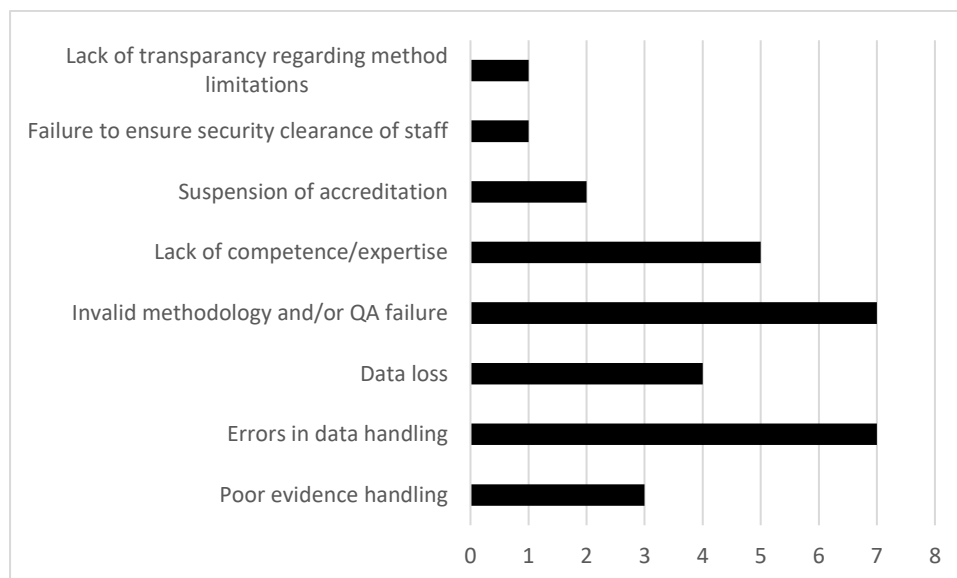 Lack of transparancy regarding method
limitations
Failure to ensure security clearance of staff
Suspension of accreditation
Lack of competence/expertise
Invalid methodology and/or QA failure
Data loss
Errors in data handling
Poor evidence handling
0 1 2 3 4 5 6 7 8